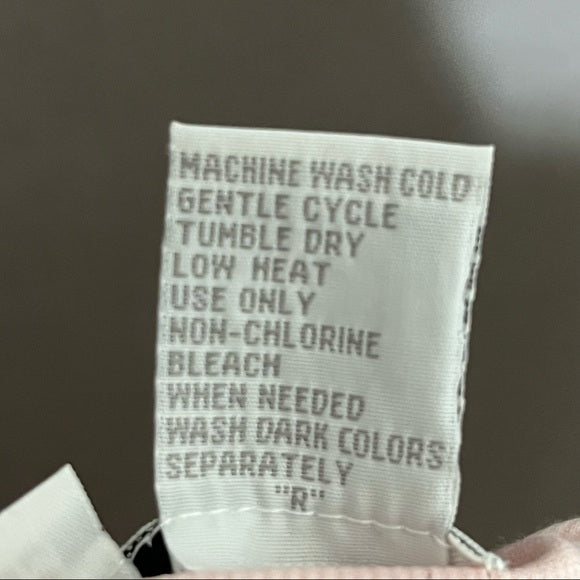 MACHINE WASH COLD
GENTLE CYCLE
TUMBLE DRY
LOW HEAT
USE ONLY
NON-CHLORINE
BLEACH
WHEN NEEDED
WASH DARK COLORS
SEPARATELY
"R"